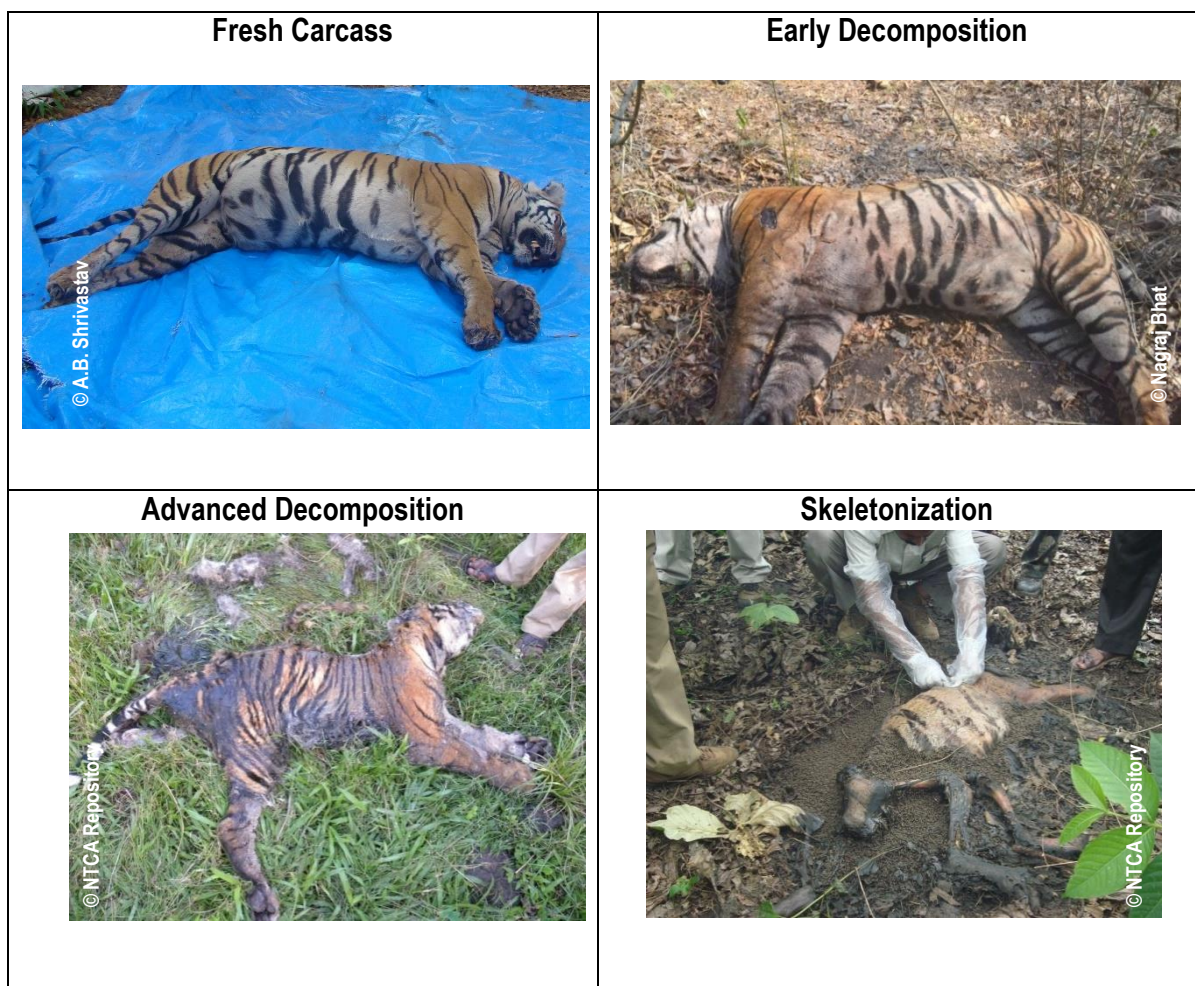 Fresh Carcass
© A.B. Shrivastav
Early Decomposition
© Nagraj Bhat
Advanced Decomposition
© NTCA Repository
Skeletonization
© NTCA Repository